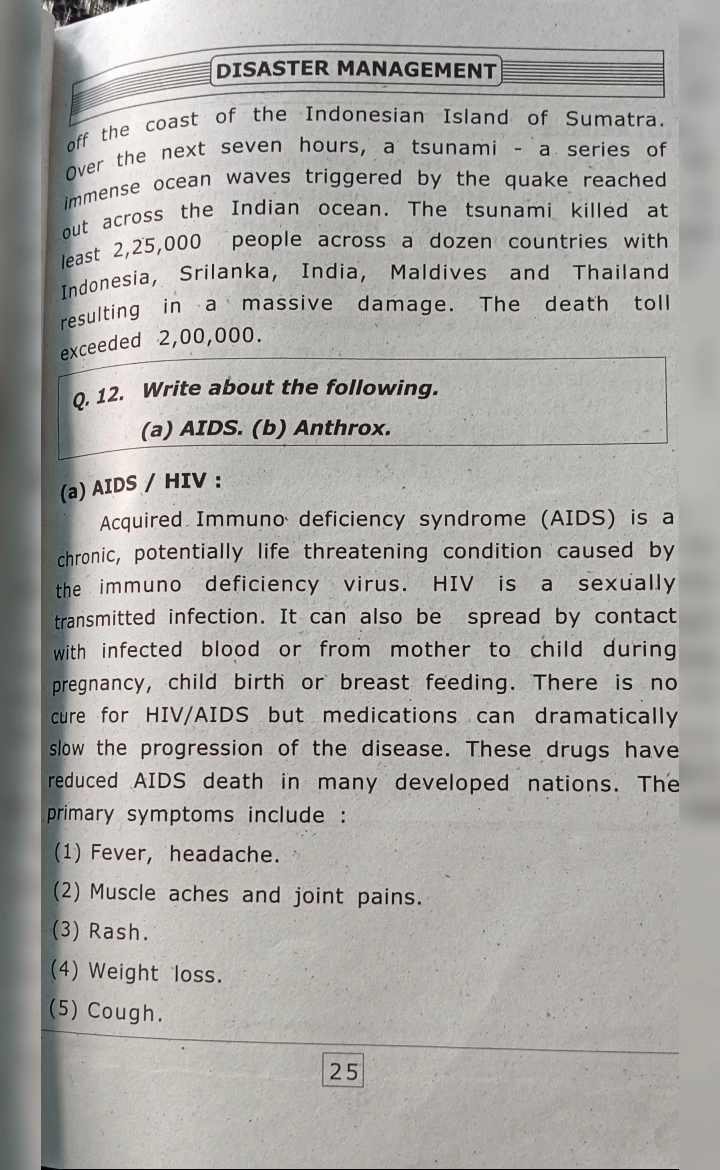 DISASTER MANAGEMENT
off the coast of the Indonesian Island of Sumatra.
Over the next seven hours, a tsunami - a series of
immense ocean waves triggered by the quake reached
out across the Indian ocean. The tsunami killed at
least 2,25,000 people across a dozen countries with
Indonesia, Srilanka, India, Maldives and Thailand
resulting in a massive damage. The death toll
exceeded 2,00,000.
Q. 12. Write about the following.
(a) AIDS. (b) Anthrox.
(a) AIDS / HIV :
Acquired Immuno deficiency syndrome (AIDS) is a
chronic, potentially life threatening condition caused by
the immuno deficiency virus. HIV is a sexually
transmitted infection. It can also be spread by contact
with infected blood or from mother to child during
pregnancy, child birth or breast feeding. There is no
cure for HIV/AIDS but medications can dramatically
slow the progression of the disease. These drugs have
reduced AIDS death in many developed nations. The
primary symptoms include :
(1) Fever, headache.
(2) Muscle aches and joint pains.
(3) Rash.
(4) Weight loss.
(5) Cough.
25